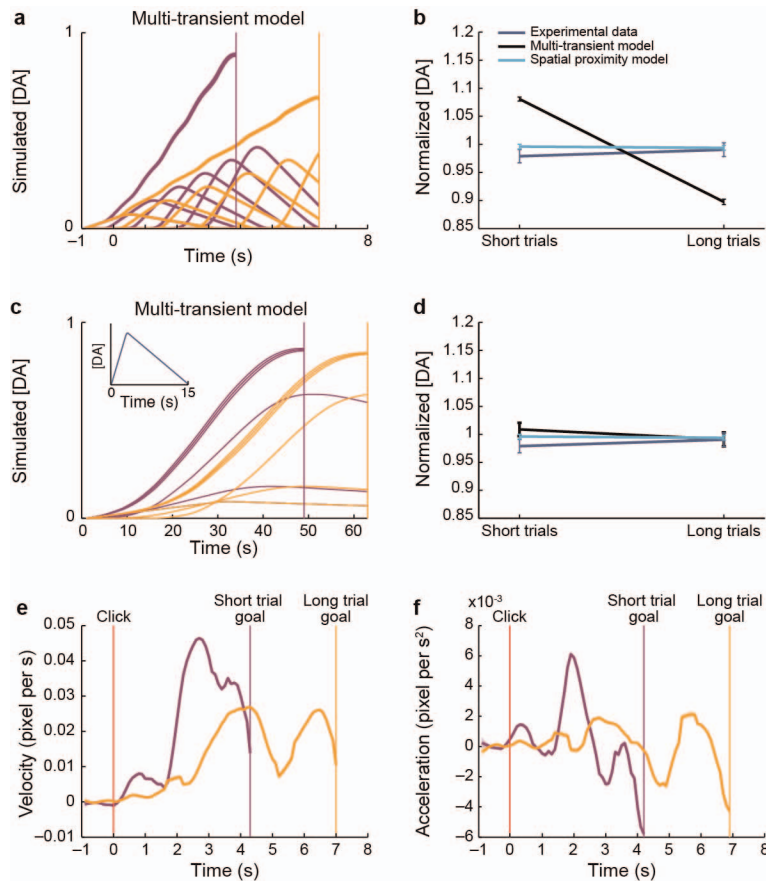 a
Multi-transient model
1
Simulated [DA]
0
–1 0 8
Time (s)
b
Experimental data
Multi-transient model
Spatial proximity model
1.2
1.15
1.1
1.05
1
0.95
0.9
0.85
Normalized [DA]
Short trials Long trials
c
Multi-transient model
1
Simulated [DA]
0
[DA]
0 15
Time (s)
0 10 20 30 40 50 60
Time (s)
d
1.2
1.15
1.1
1.05
1
0.95
0.9
0.85
Normalized [DA]
Short trials Long trials
e
Click
Short trial goal
Long trial goal
0.05
0.04
0.03
0.02
0.01
0
–0.01
Velocity (pixel per s)
–1 0 1 2 3 4 5 6 7 8
Time (s)
f
x10⁻³
Click
Short trial goal
Long trial goal
8
6
4
2
0
–2
–4
–6
Acceleration (pixel per s²)
–1 0 1 2 3 4 5 6 7 8
Time (s)